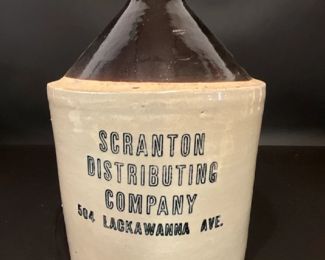 SCRANTON
DISTRIBUTING
COMPANY
504 LACKAWANNA AVE.